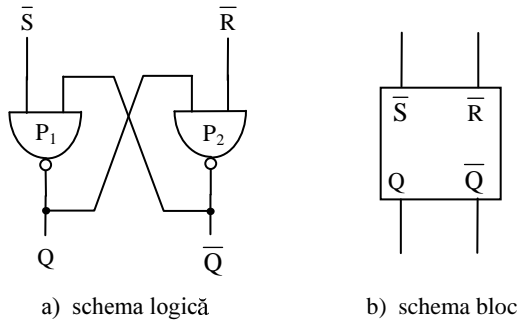 S̅ R̅
P₁ P₂
Q Q̅
a) schema logică
S̅ R̅
Q Q̅
b) schema bloc